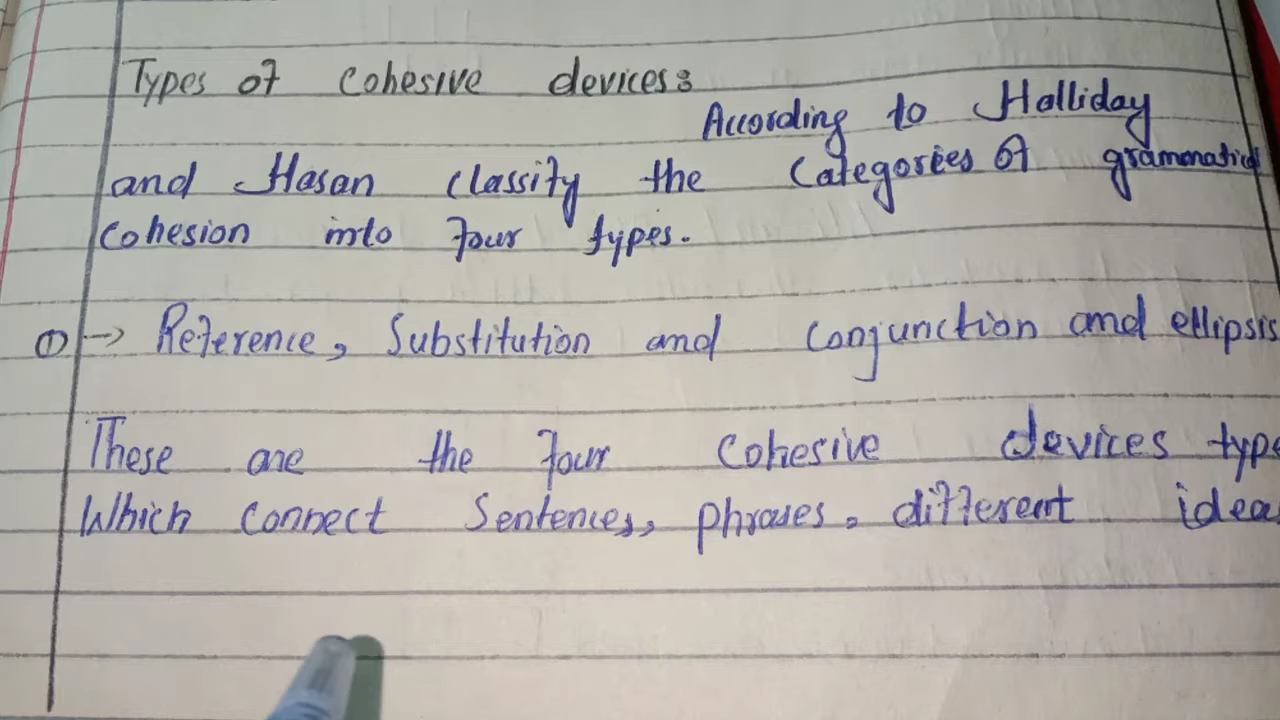 Types of cohesive devices:
According to Halliday
and Hasan classify the Categories of grammatical
cohesion into four types.
① → Reference, Substitution and conjunction and ellipsis
These are the four cohesive devices type
Which connect sentences, phrases, different idea